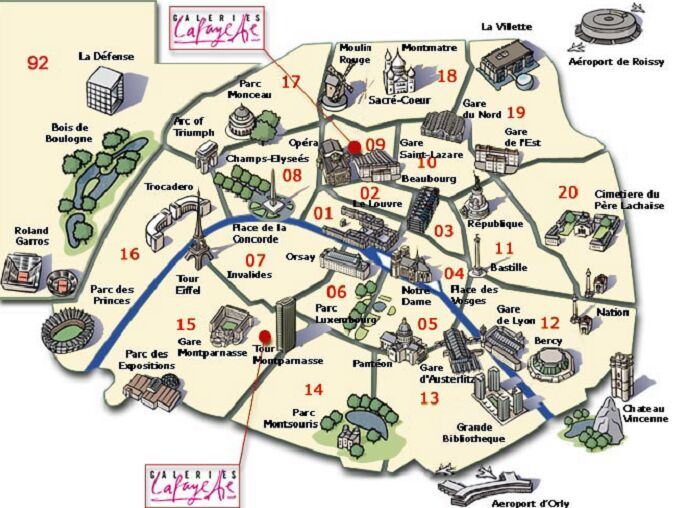 GALERIES
Lafayette
92
La Défense
Bois de
Boulogne
Roland
Garros
Parc des
Princes
17
Parc
Monceau
Arc of
Triumph
Champs-Elyseés
08
Place de la
Concorde
Trocadero
16
Tour
Eiffel
Moulin
Rouge
Montmatre
18
Sacré-Coeur
La Villette
Aéroport de Roissy
19
Gare
du Nord
Gare
de l'Est
Opéra
09
Gare
Saint-Lazare
10
Beaubourg
02
Le Louvre
01
03
République
20
Cimetiere du
Père Lachaise
11
Bastille
07
Invalides
Orsay
06
Parc
Luxembourg
Notre
Dame
04
Place des
Vosges
05
Gare
de Lyon
12
Bercy
Nation
15
Gare
Montparnasse
Tour
Montparnasse
Parc des
Expositions
Pantéon
Gare
d'Austerlitz
13
14
Parc
Montsouris
Grande
Bibliotheque
Chateau
Vincenne
GALERIES
Lafayette
Aeroport d'Orly